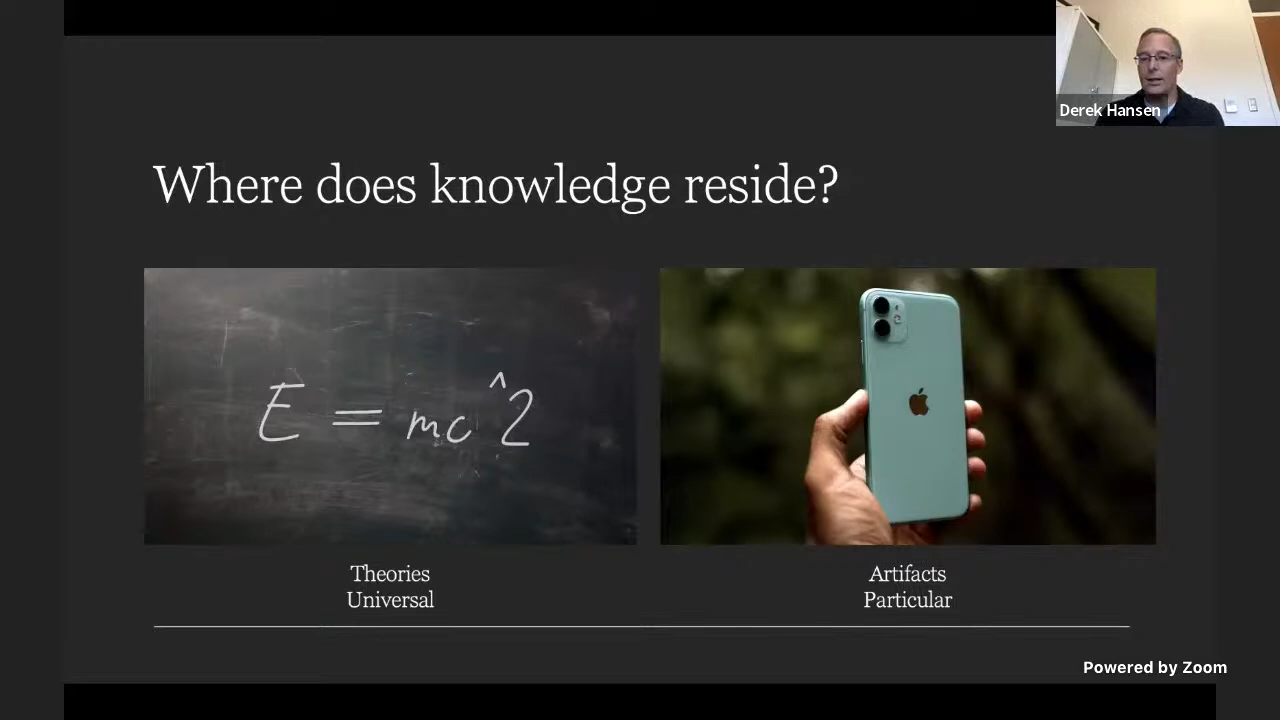 Derek Hansen
Where does knowledge reside?
E = mc ^2
Theories
Universal
Artifacts
Particular
Powered by Zoom